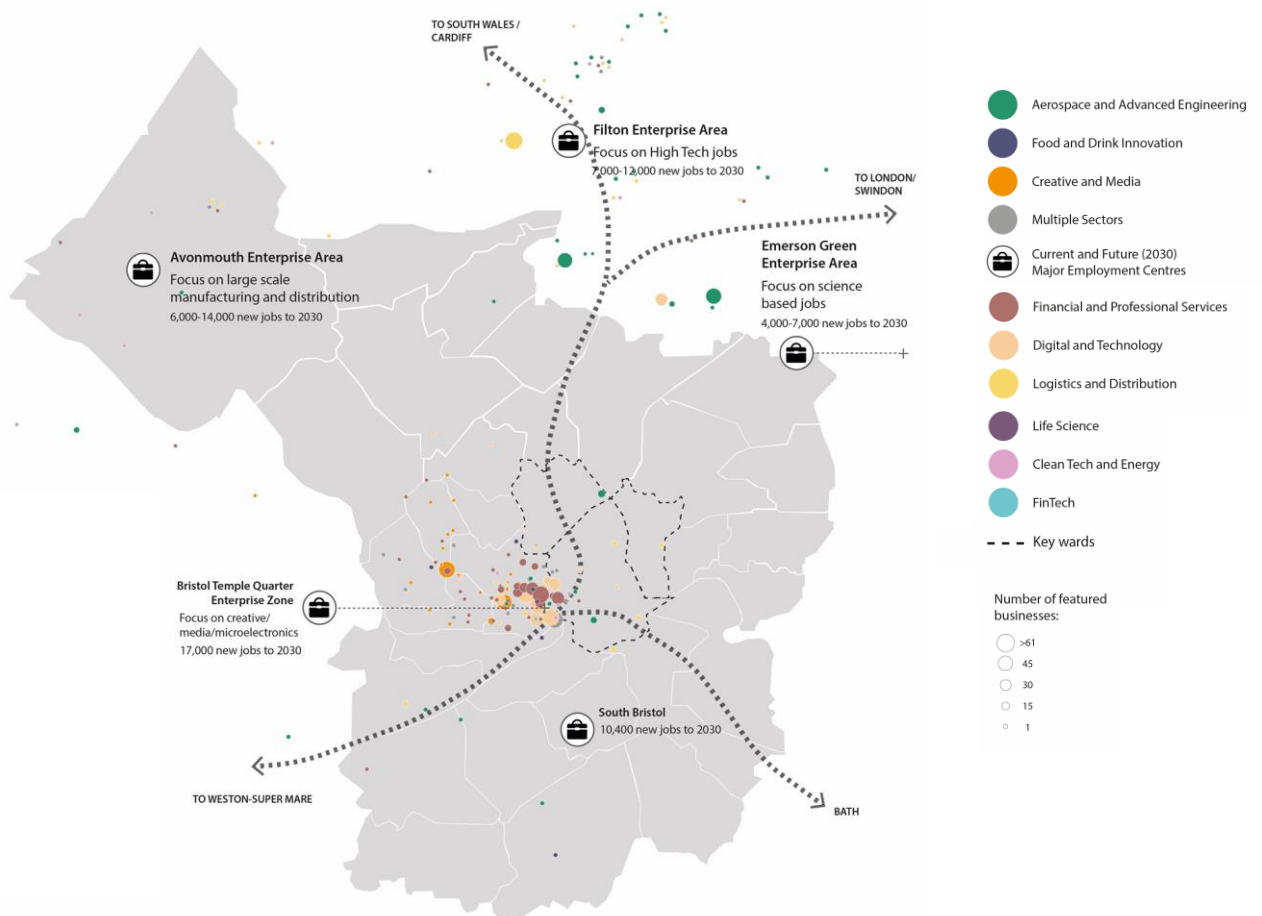 TO SOUTH WALES /
CARDIFF
Filton Enterprise Area
Focus on High Tech jobs
7,000-12,000 new jobs to 2030
TO LONDON/
SWINDON
Avonmouth Enterprise Area
Focus on large scale
manufacturing and distribution
6,000-14,000 new jobs to 2030
Emerson Green
Enterprise Area
Focus on science
based jobs
4,000-7,000 new jobs to 2030
Bristol Temple Quarter
Enterprise Zone
Focus on creative/
media/microelectronics
17,000 new jobs to 2030
South Bristol
10,400 new jobs to 2030
TO WESTON-SUPER MARE
BATH
Aerospace and Advanced Engineering
Food and Drink Innovation
Creative and Media
Multiple Sectors
Current and Future (2030)
Major Employment Centres
Financial and Professional Services
Digital and Technology
Logistics and Distribution
Life Science
Clean Tech and Energy
FinTech
Key wards
Number of featured
businesses:
>61
45
30
15
1